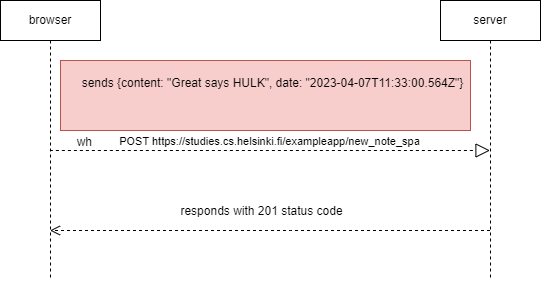 browser
server
sends {content: "Great says HULK", date: "2023-04-07T11:33:00.564Z"}
wh POST https://studies.cs.helsinki.fi/exampleapp/new_note_spa
responds with 201 status code